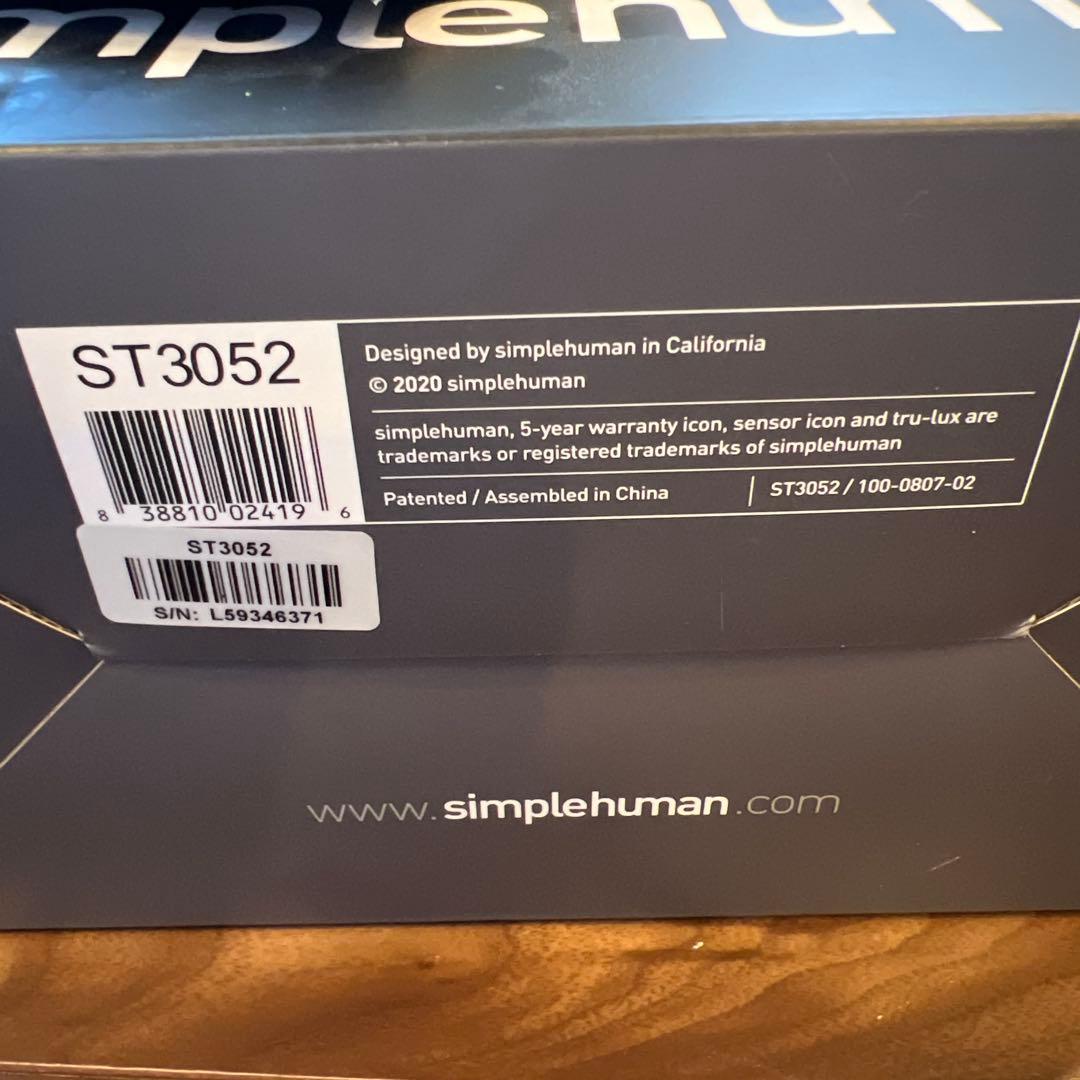 mplehum
ST3052
8 38810 02419 6
Designed by simplehuman in California
© 2020 simplehuman
simplehuman, 5-year warranty icon, sensor icon and tru-lux are
trademarks or registered trademarks of simplehuman
Patented / Assembled in China
ST3052 / 100-0807-02
ST3052
S/N: L59346371
www.simplehuman.com